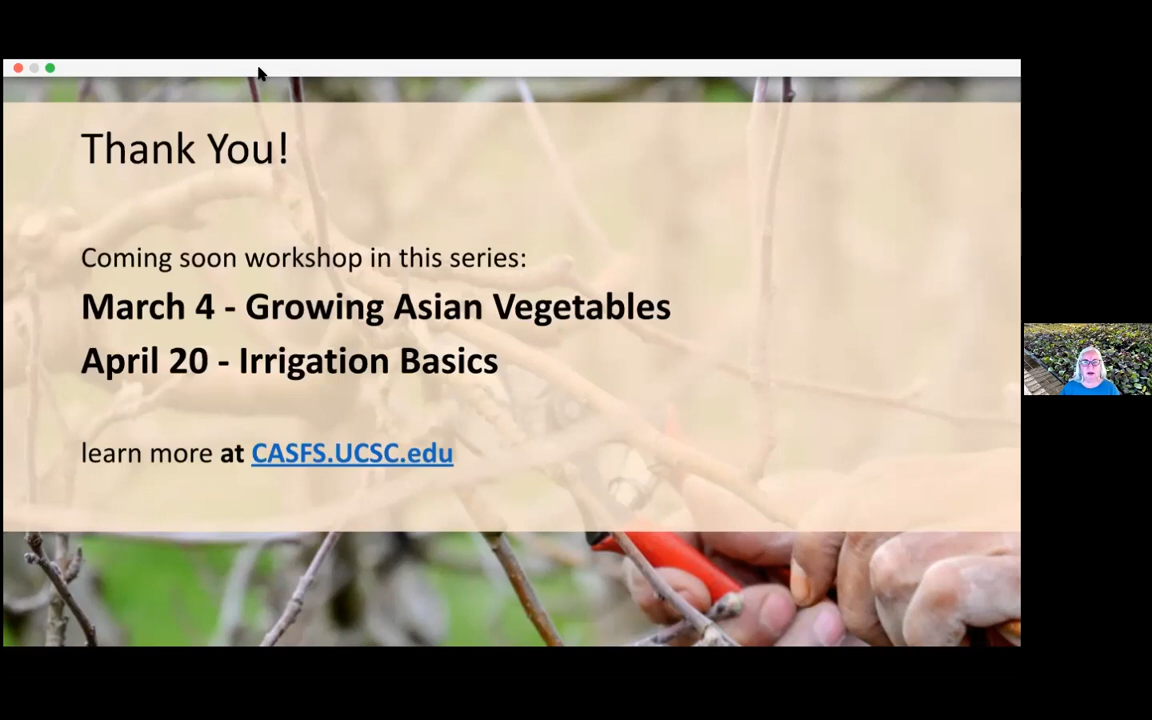 Thank You!
Coming soon workshop in this series:
March 4 - Growing Asian Vegetables
April 20 - Irrigation Basics
learn more at CASFS.UCSC.edu